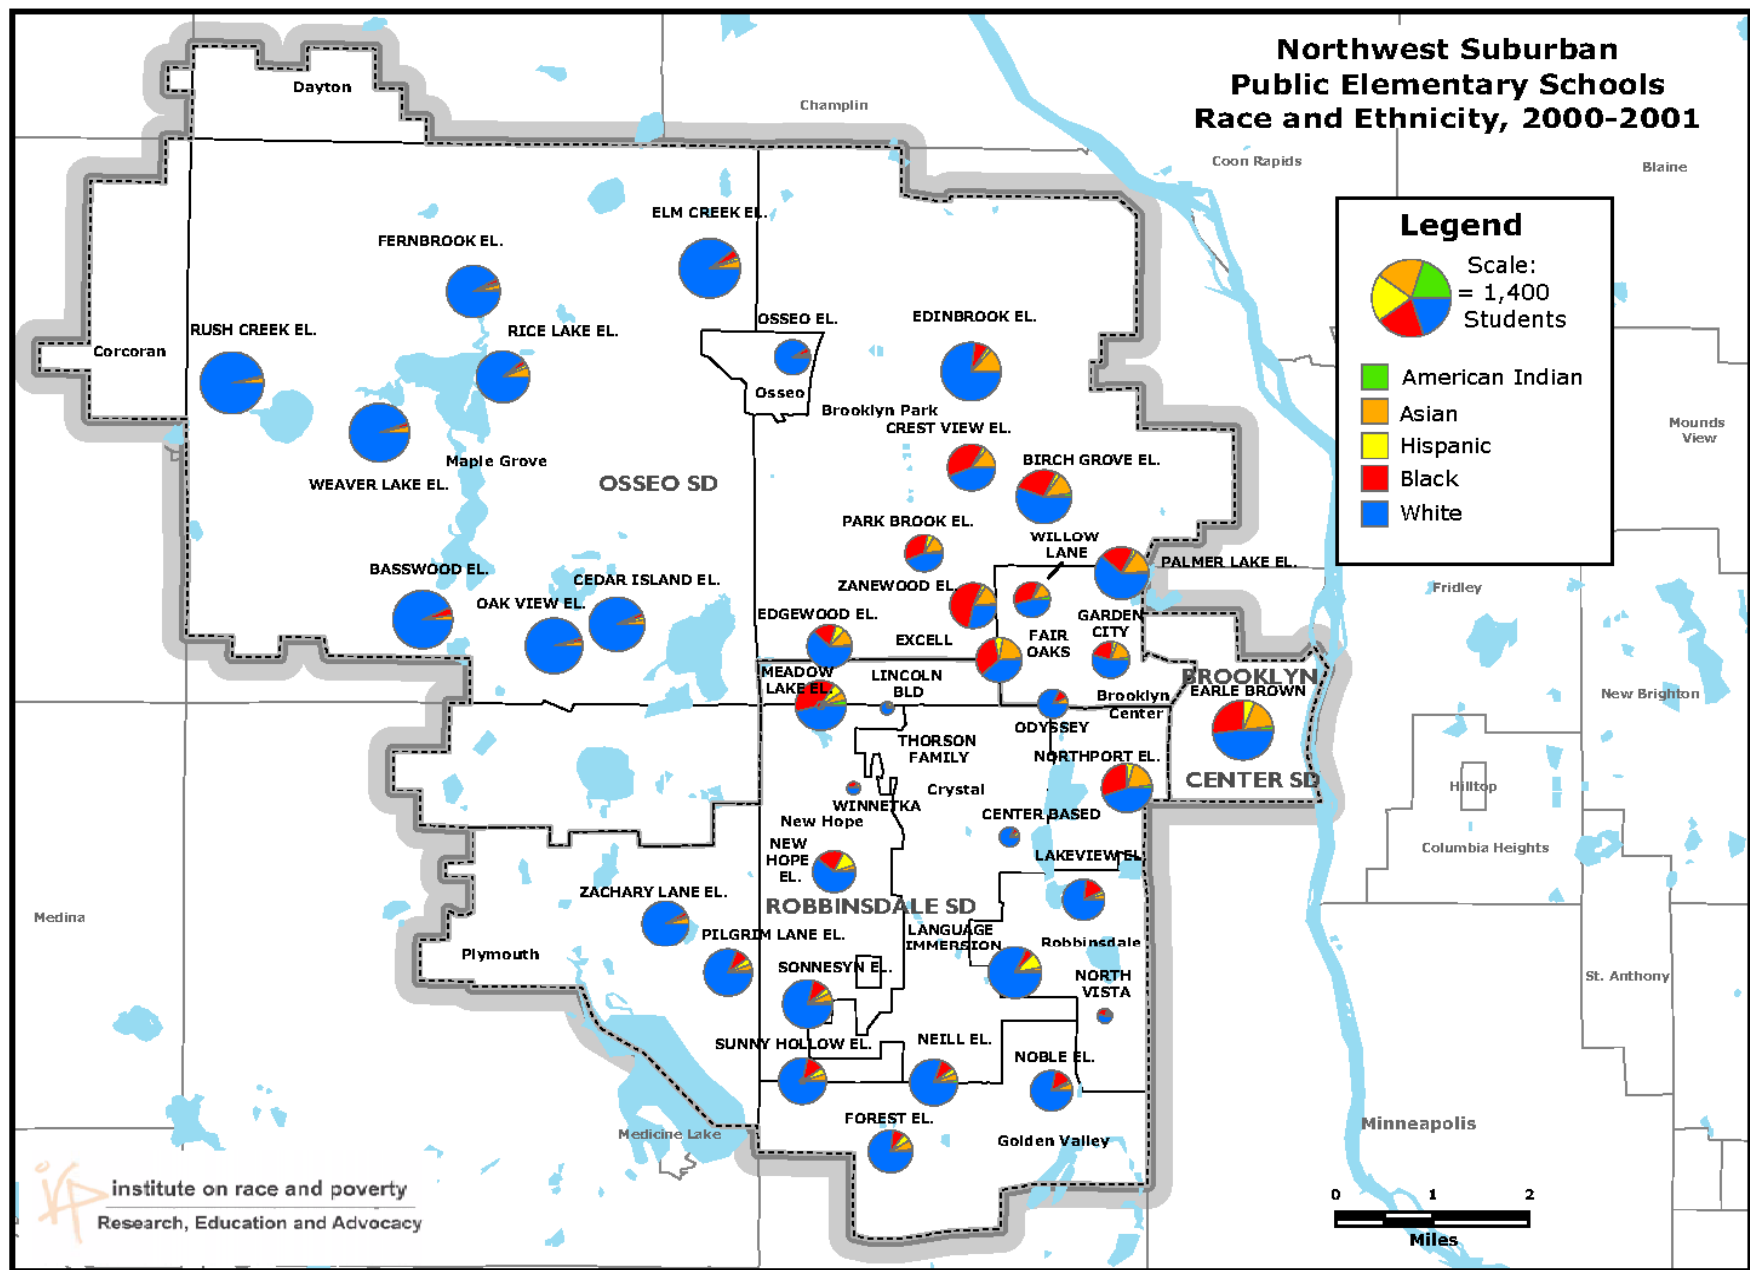 Northwest Suburban
Public Elementary Schools
Race and Ethnicity, 2000-2001
Dayton
Champlin
Coon Rapids
Blaine
Legend
Scale:
= 1,400
Students
American Indian
Asian
Hispanic
Black
White
ELM CREEK EL.
FERNBROOK EL.
RUSH CREEK EL.
RICE LAKE EL.
OSSEO EL.
EDINBROOK EL.
Corcoran
Osseo
Brooklyn Park
CREST VIEW EL.
Mounds
View
Maple Grove
BIRCH GROVE EL.
WEAVER LAKE EL.
OSSEO SD
PARK BROOK EL.
WILLOW
LANE
PALMER LAKE EL.
BASSWOOD EL.
CEDAR ISLAND EL.
ZANEWOOD EL.
Fridley
OAK VIEW EL.
EDGEWOOD EL.
GARDEN
CITY
EXCELL
FAIR
OAKS
MEADOW
LAKE EL.
LINCOLN
BLD
BROOKLYN
EARLE BROWN
Brooklyn
Center
New Brighton
ODYSSEY
THORSON
FAMILY
NORTHPORT EL.
CENTER SD
Crystal
Hilltop
WINNETKA
New Hope
CENTER BASED
NEW
HOPE
EL.
LAKEVIEW EL.
Columbia Heights
ZACHARY LANE EL.
ROBBINSDALE SD
Medina
PILGRIM LANE EL.
LANGUAGE
IMMERSION
Robbinsdale
Plymouth
SONNESYN EL.
NORTH
VISTA
St. Anthony
SUNNY HOLLOW EL.
NEILL EL.
NOBLE EL.
FOREST EL.
Medicine Lake
Golden Valley
Minneapolis
institute on race and poverty
Research, Education and Advocacy
0 1 2
Miles
irp